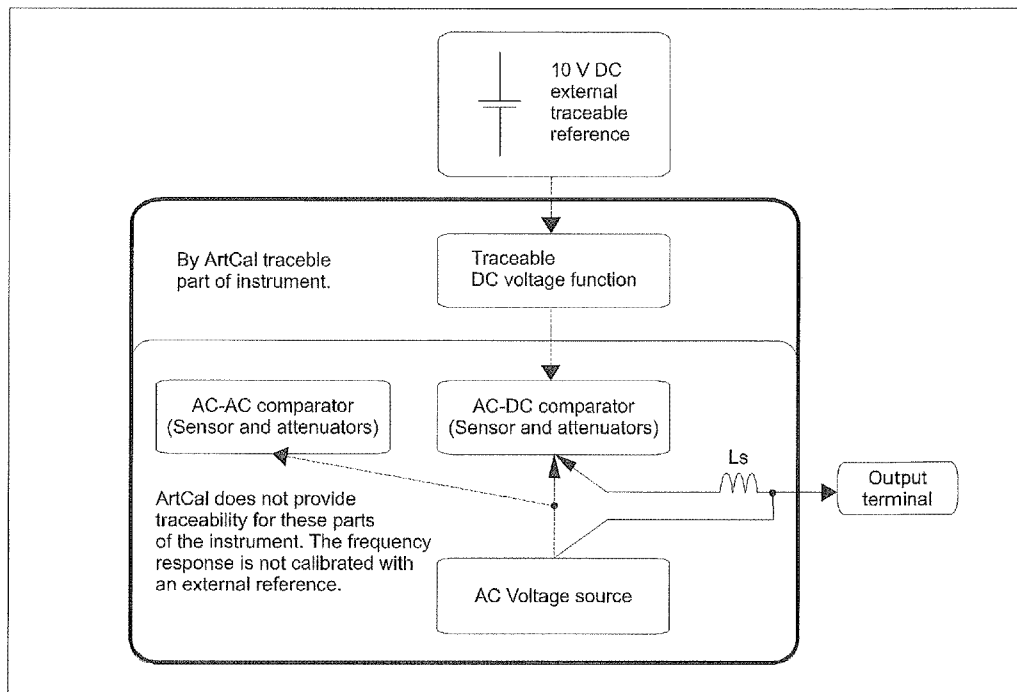 10 V DC
external
traceable
reference
By ArtCal traceble
part of instrument.
Traceable
DC voltage function
AC-AC comparator
(Sensor and attenuators)
AC-DC comparator
(Sensor and attenuators)
Ls
Output
terminal
ArtCal does not provide
traceability for these parts
of the instrument. The frequency
response is not calibrated with
an external reference.
AC Voltage source